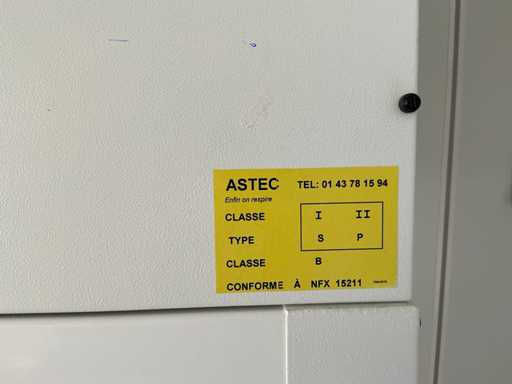 ASTEC TEL: 01 43 78 15 94
Enfin on respire
CLASSE I II
TYPE S P
CLASSE B
CONFORME À NFX 15211